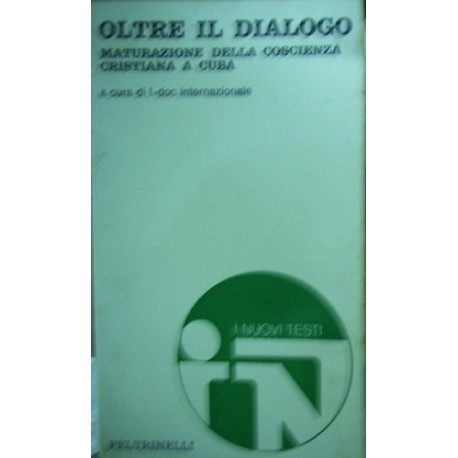 OLTRE IL DIALOGO
MATURAZIONE DELLA COSCIENZA
CRISTIANA A CUBA
a cura di I-doc internazionale
I NUOVI TESTI
iN
FELTRINELLI